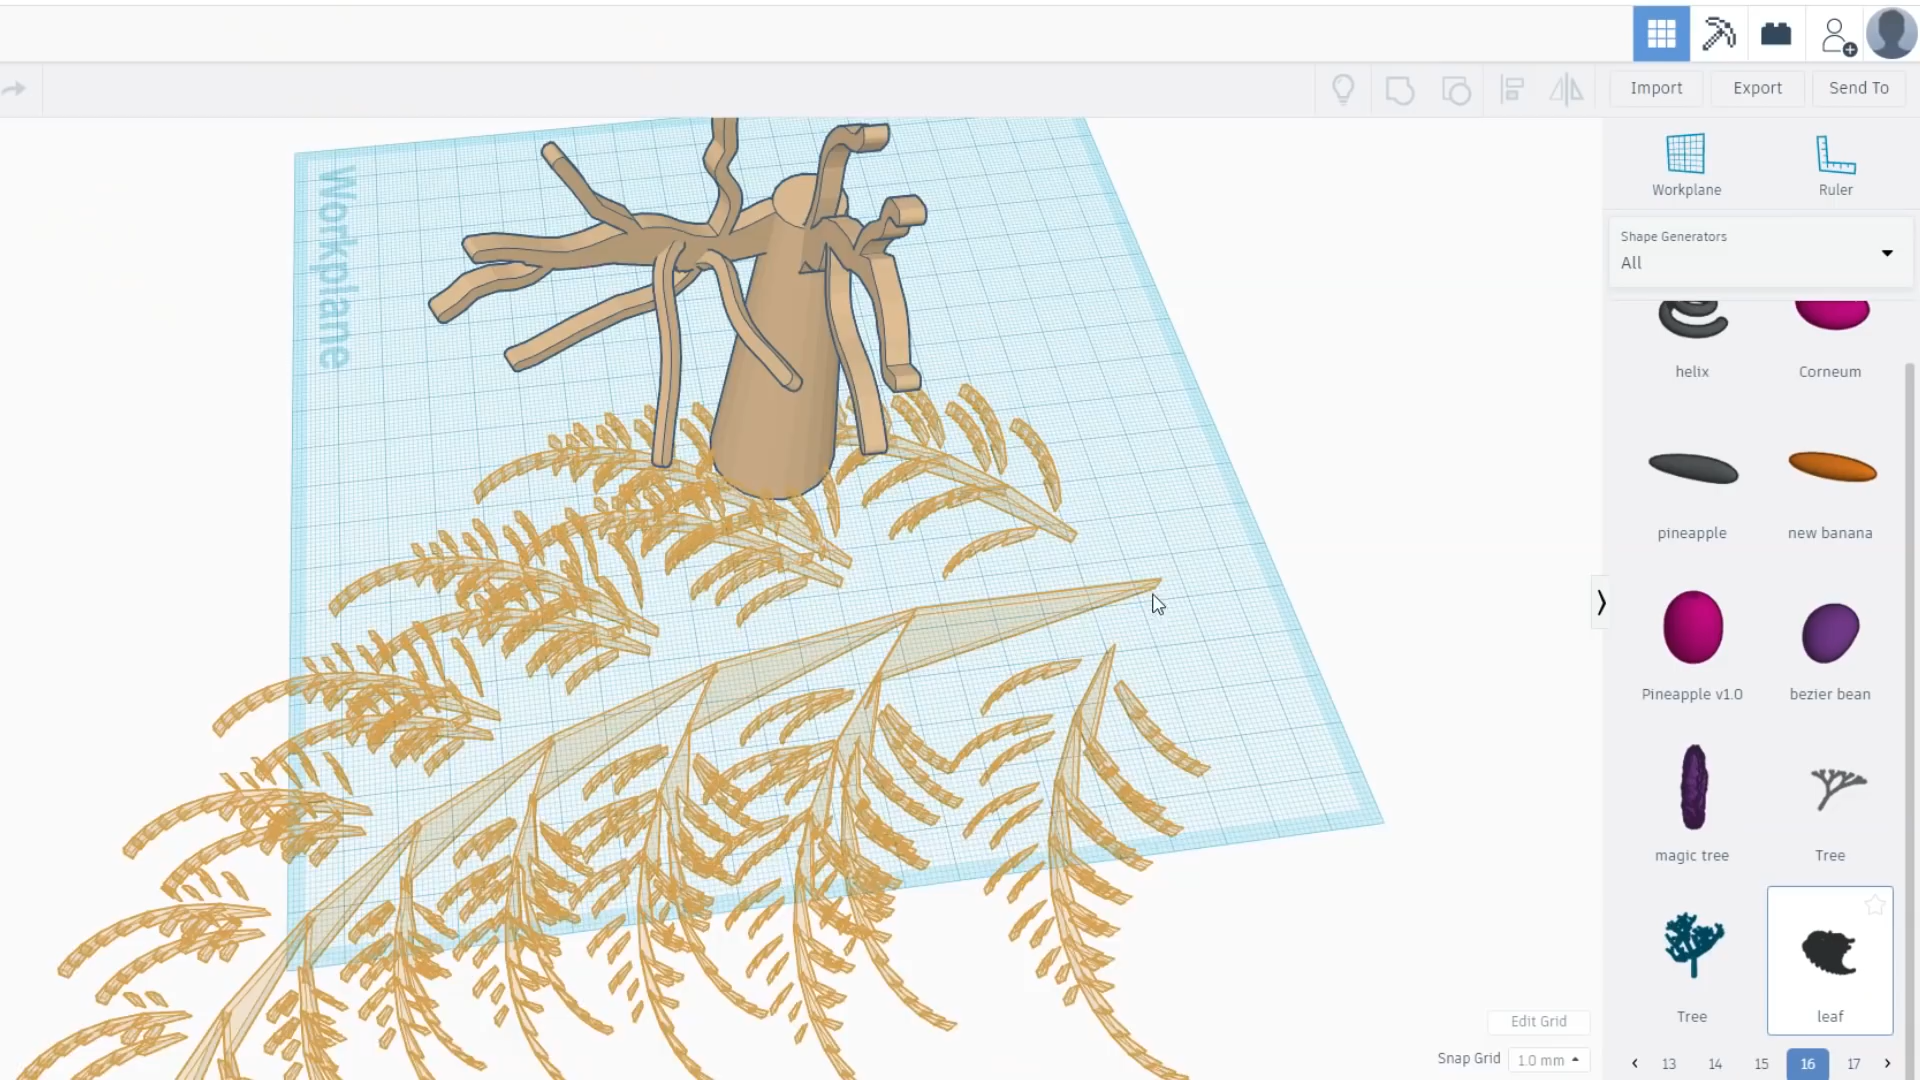 Import
Export
Send To
Workplane
Ruler
Shape Generators
All
Workplane
helix
Corneum
pineapple
new banana
Pineapple v1.0
bezier bean
magic tree
Tree
Tree
leaf
Edit Grid
Snap Grid 1.0 mm
13 14 15 16 17